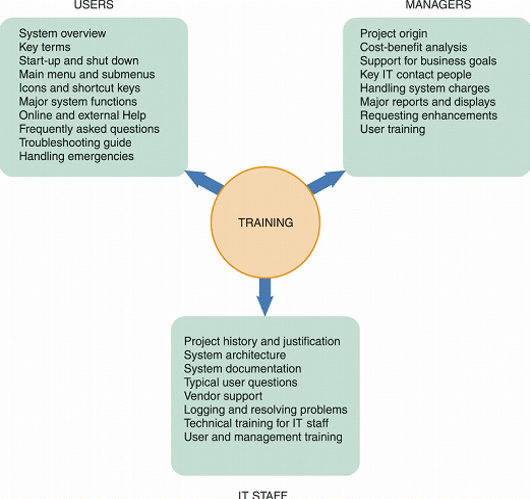 USERS
System overview
Key terms
Start-up and shut down
Main menu and submenus
Icons and shortcut keys
Major system functions
Online and external Help
Frequently asked questions
Troubleshooting guide
Handling emergencies
MANAGERS
Project origin
Cost-benefit analysis
Support for business goals
Key IT contact people
Handling system charges
Major reports and displays
Requesting enhancements
User training
TRAINING
Project history and justification
System architecture
System documentation
Typical user questions
Vendor support
Logging and resolving problems
Technical training for IT staff
User and management training
IT STAFF